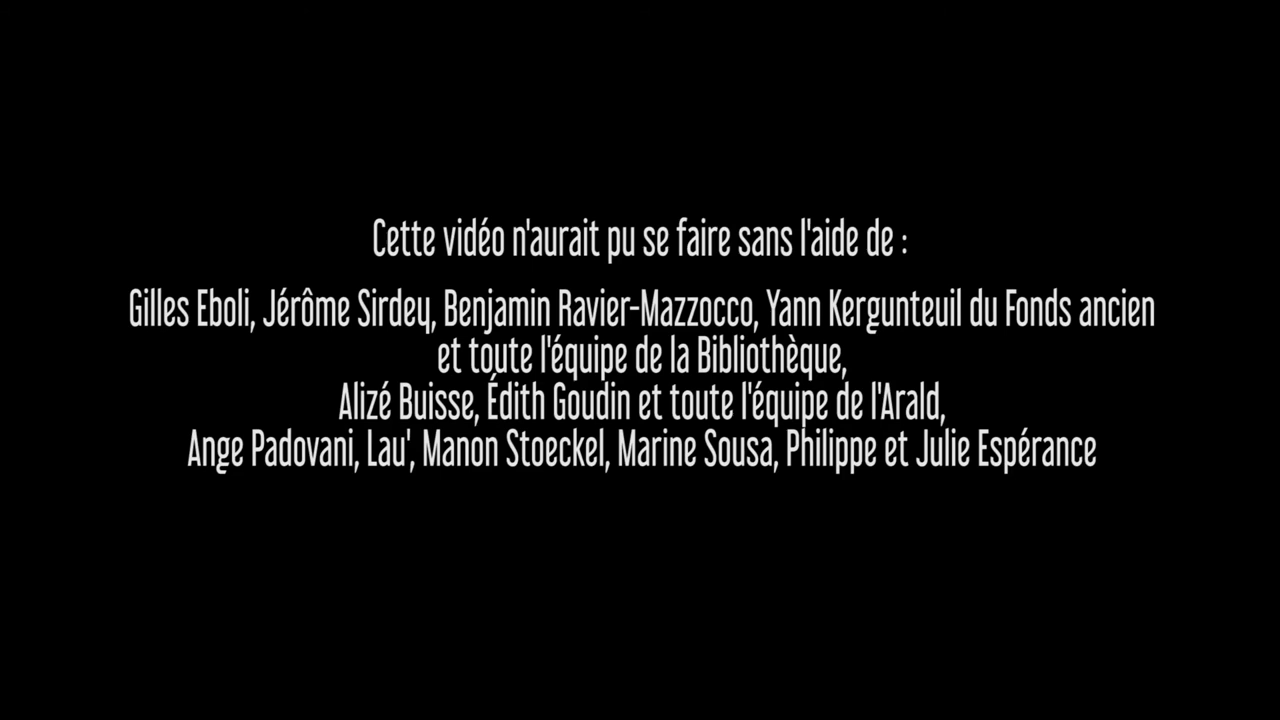 Cette vidéo n'aurait pu se faire sans l'aide de :
Gilles Eboli, Jérôme Sirdey, Benjamin Ravier-Mazzocco, Yann Kergunteuil du Fonds ancien
et toute l'équipe de la Bibliothèque,
Alizé Buisse, Édith Goudin et toute l'équipe de l'Arald,
Ange Padovani, Lau', Manon Stoeckel, Marine Sousa, Philippe et Julie Espérance